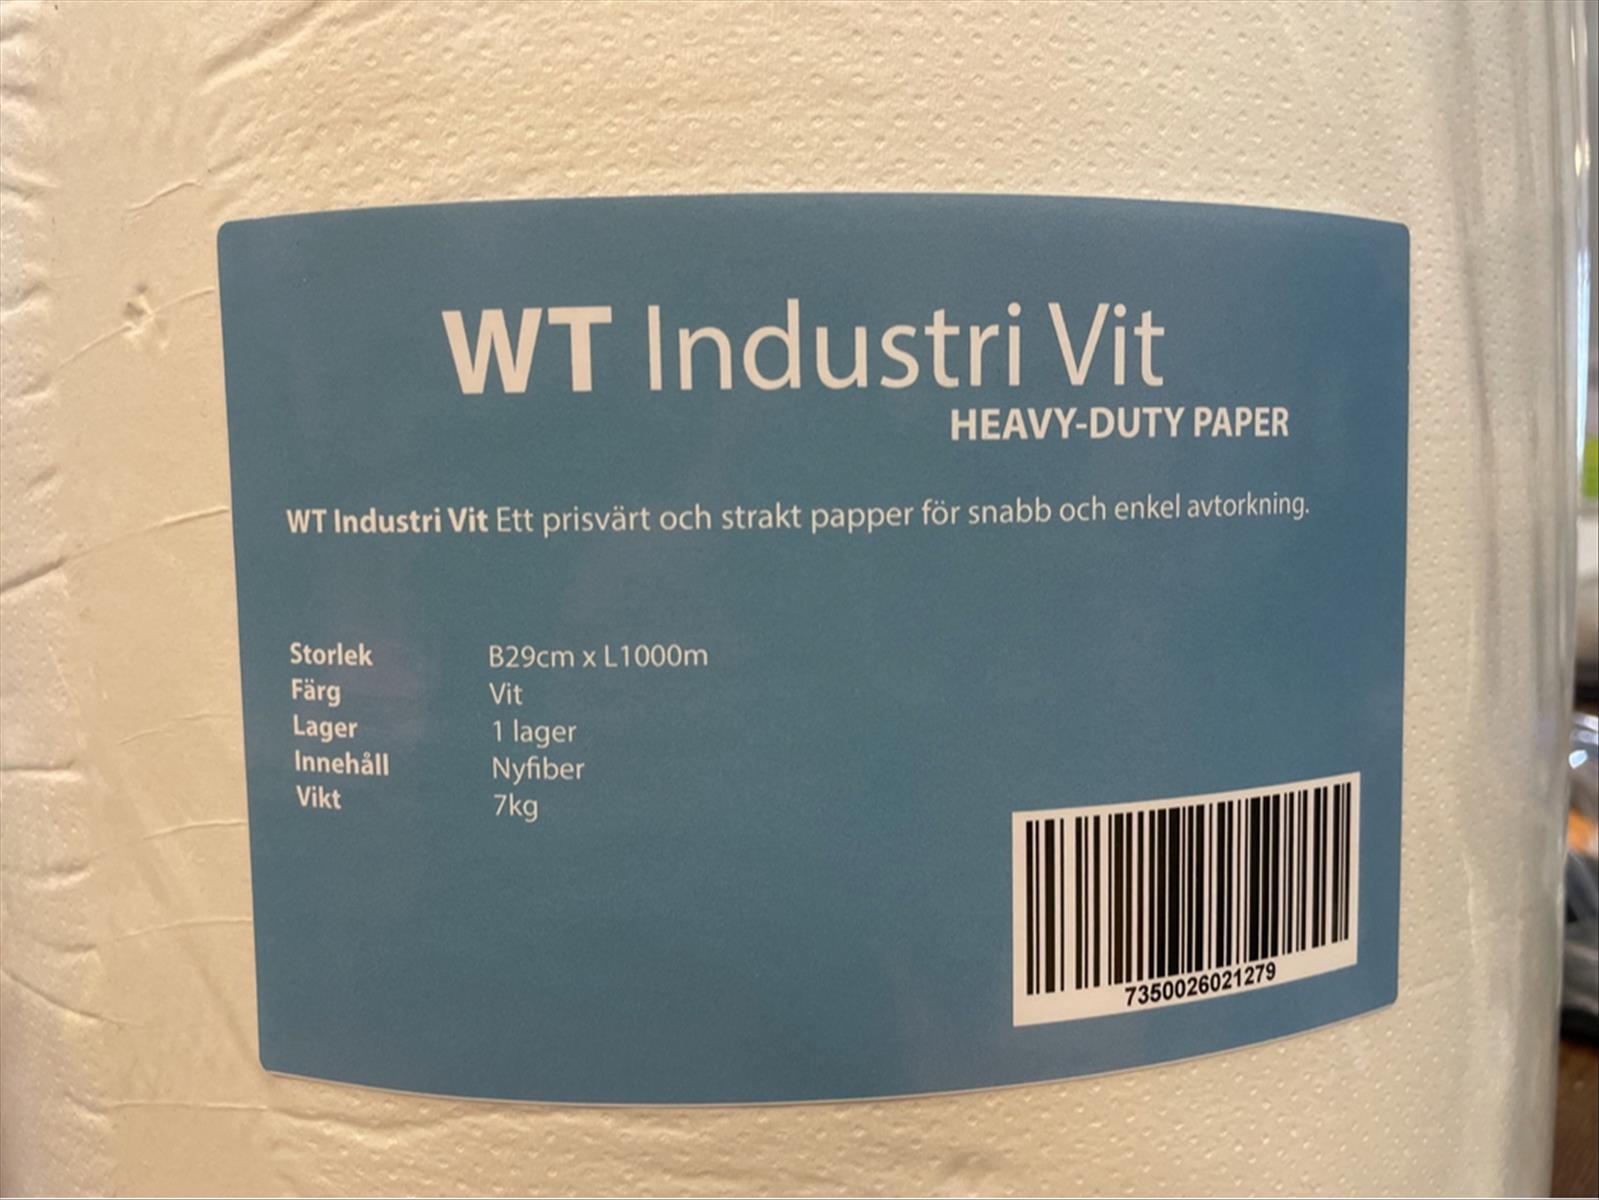 WT Industri Vit
HEAVY-DUTY PAPER
WT Industri Vit Ett prisvärt och strakt papper för snabb och enkel avtorkning.
Storlek B29cm x L1000m
Färg Vit
Lager 1 lager
Innehåll Nyfiber
Vikt 7kg
7350026021279